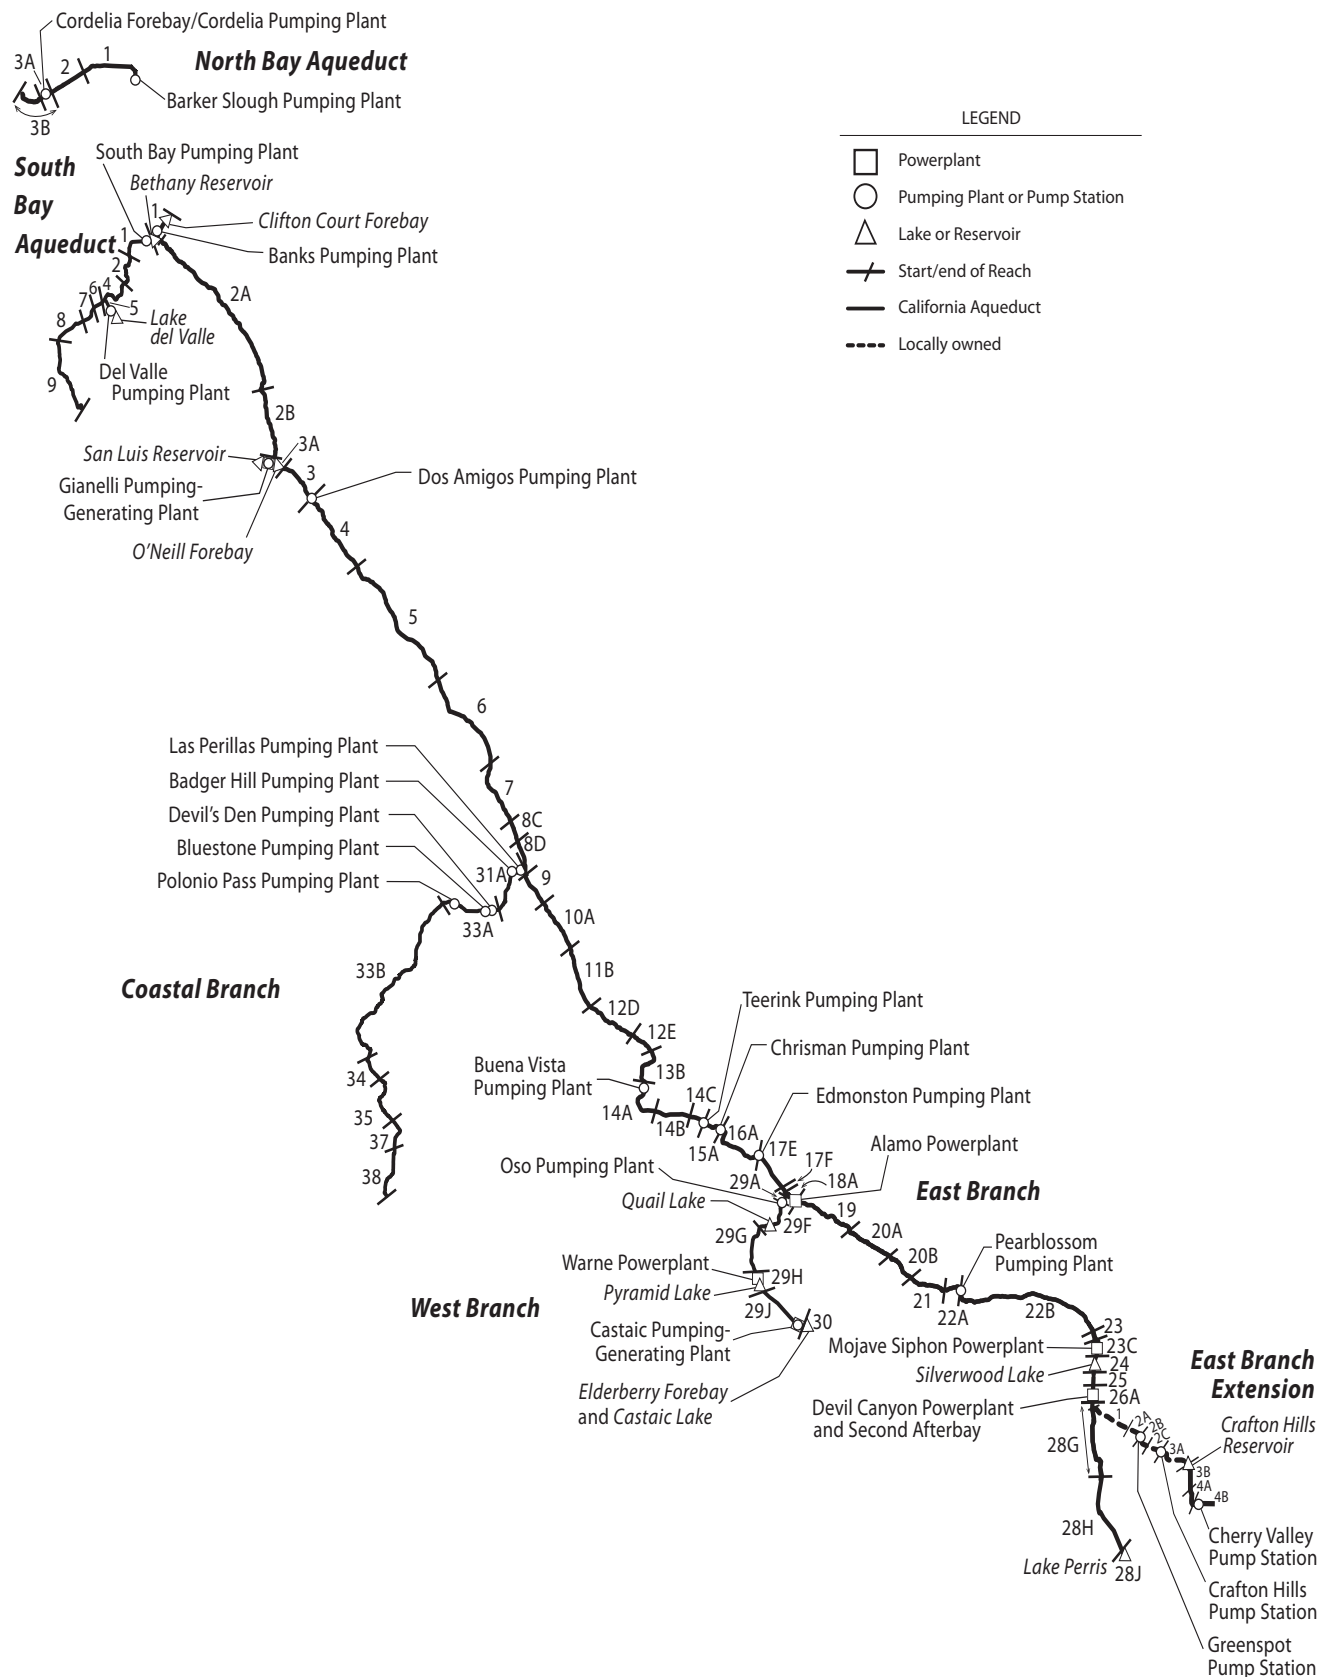 Cordelia Forebay/Cordelia Pumping Plant
North Bay Aqueduct
3A
2
1
Barker Slough Pumping Plant
3B
South
Bay
Aqueduct
South Bay Pumping Plant
Bethany Reservoir
1
Clifton Court Forebay
Banks Pumping Plant
1
2
2A
4
6
7
5
8
Lake
del Valle
9
Del Valle
Pumping Plant
2B
San Luis Reservoir
3A
3
Gianelli Pumping-
Generating Plant
Dos Amigos Pumping Plant
O'Neill Forebay
4
5
6
LEGEND
Powerplant
Pumping Plant or Pump Station
Lake or Reservoir
Start/end of Reach
California Aqueduct
Locally owned
Las Perillas Pumping Plant
Badger Hill Pumping Plant
Devil's Den Pumping Plant
Bluestone Pumping Plant
Polonio Pass Pumping Plant
7
8C
8D
31A
9
33A
10A
33B
11B
Coastal Branch
12D
12E
34
35
37
38
Buena Vista
Pumping Plant
13B
14A
14B
14C
15A
16A
Teerink Pumping Plant
Chrisman Pumping Plant
Edmonston Pumping Plant
17E
Alamo Powerplant
17F
18A
Oso Pumping Plant
29A
Quail Lake
29F
29G
East Branch
19
20A
20B
21
22A
Pearblossom
Pumping Plant
22B
Warne Powerplant
29H
Pyramid Lake
29J
West Branch
Castaic Pumping-
Generating Plant
30
Elderberry Forebay
and Castaic Lake
23
Mojave Siphon Powerplant
23C
Silverwood Lake
24
25
Devil Canyon Powerplant
and Second Afterbay
26A
East Branch
Extension
1
2A
2B
2C
3A
Crafton Hills
Reservoir
3B
4A
4B
28G
28H
Lake Perris
28J
Cherry Valley
Pump Station
Crafton Hills
Pump Station
Greenspot
Pump Station